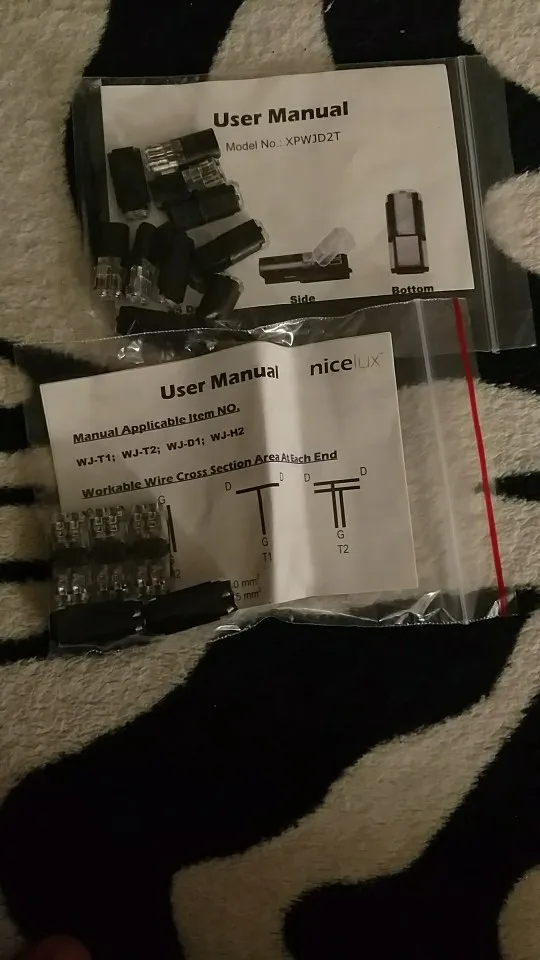 User Manual
Model No.: XPWJD2T
Side
Bottom
User Manual
nicelux
Manual Applicable Item NO.
WJ-T1; WJ-T2; WJ-D1; WJ-H2
Workable Wire Cross Section Area At Each End
G
D
D
D
D
G
T1
G
T2